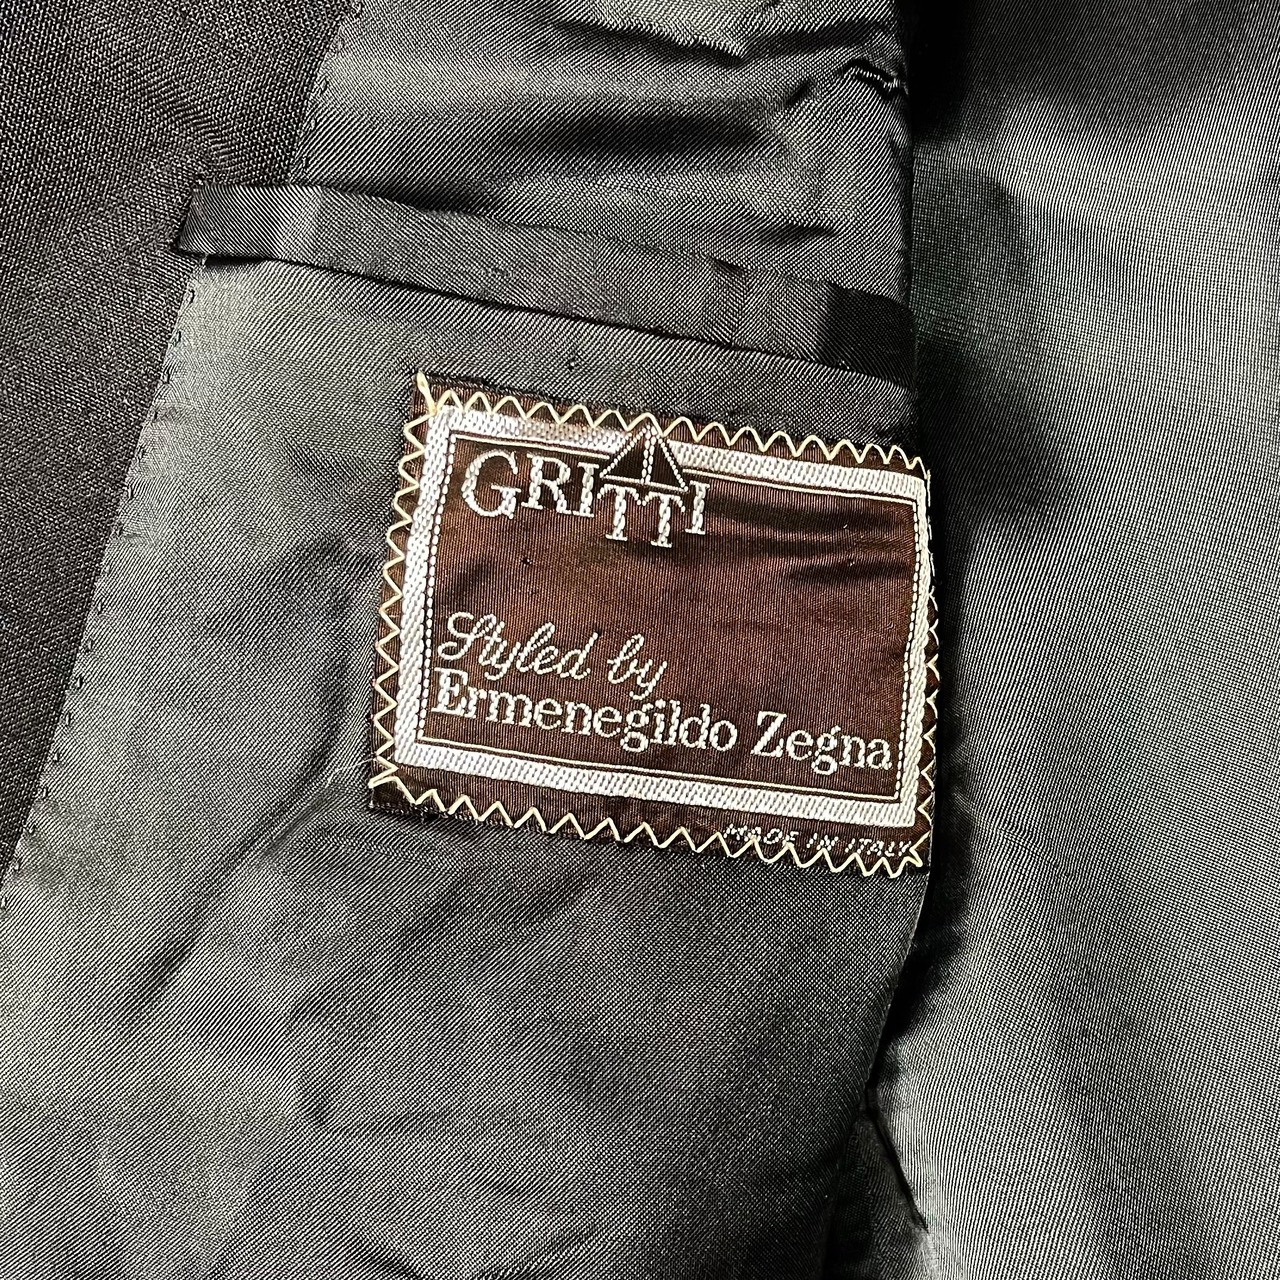 GRITTI
Styled by
Ermenegildo Zegna
MADE IN ITALY